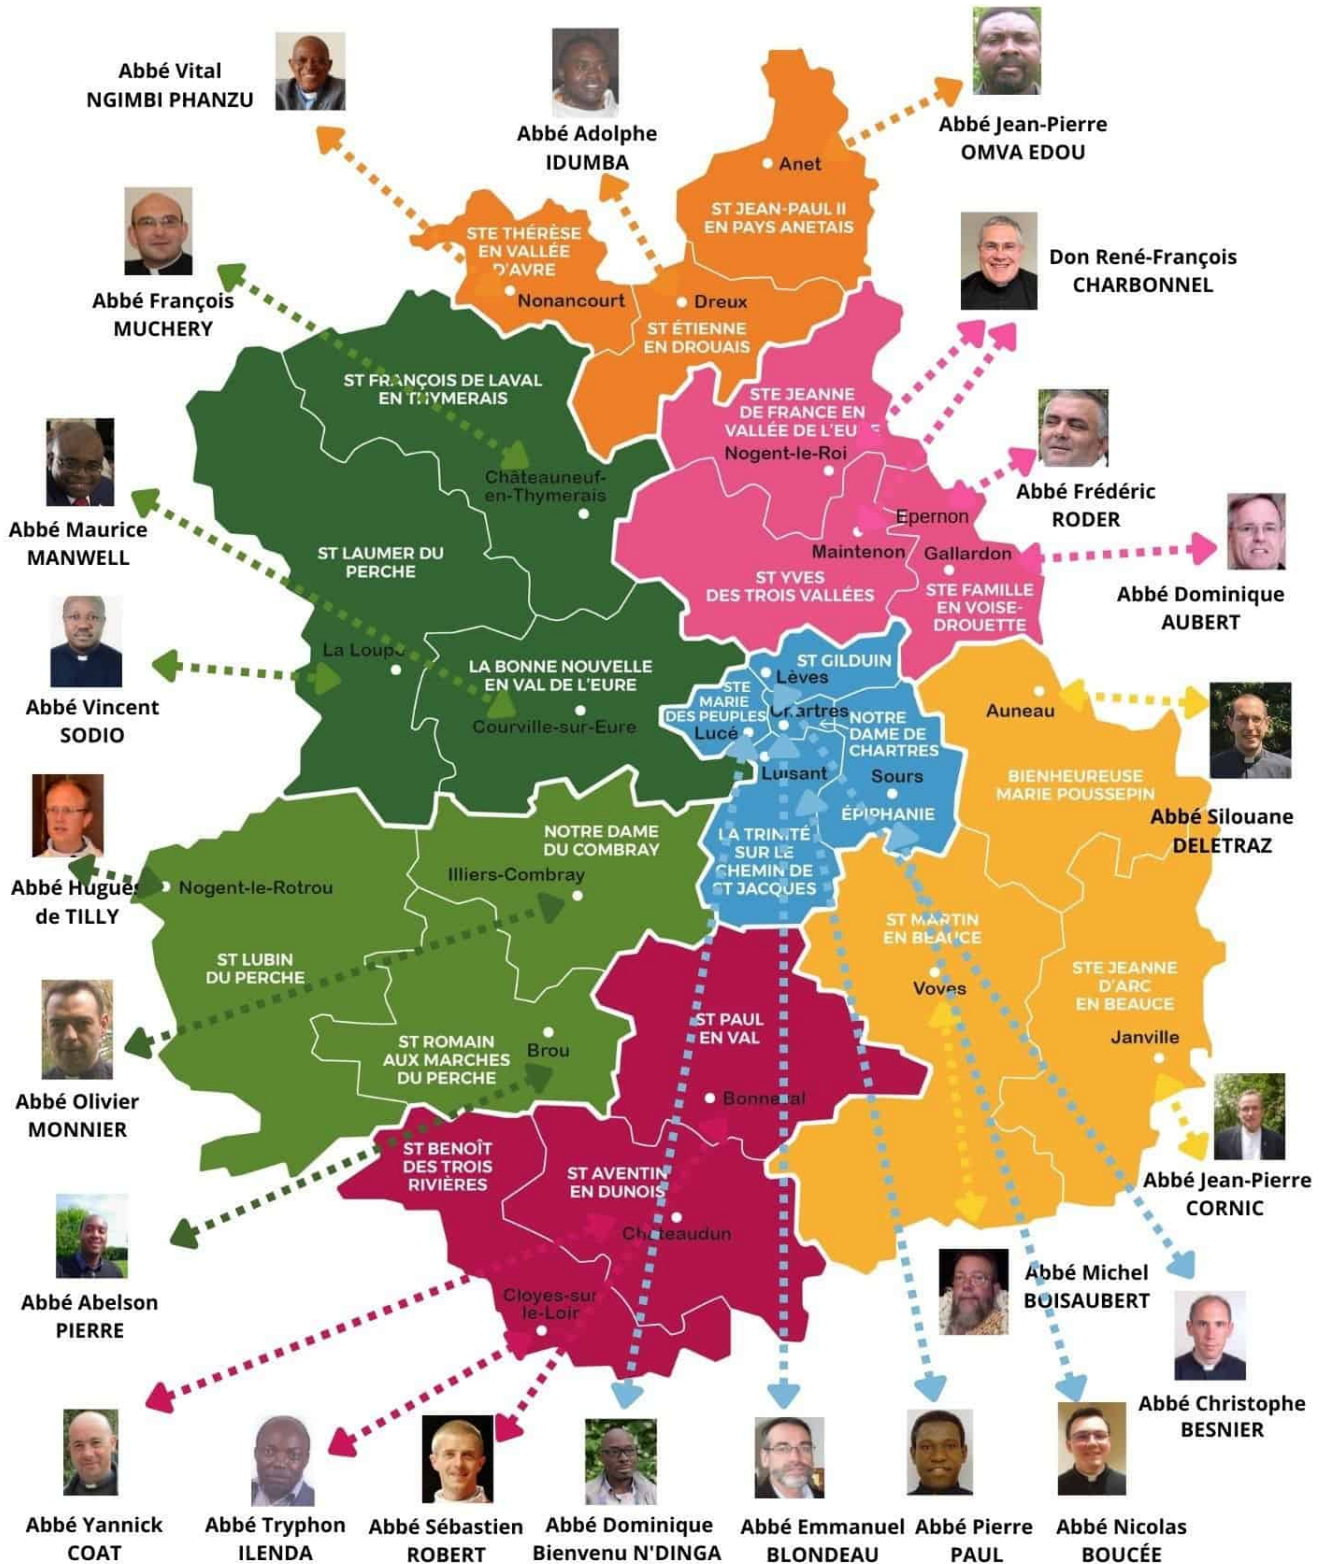 Abbé Vital
NGIMBI PHANZU
Abbé Adolphe
IDUMBA
Abbé Jean-Pierre
OMVA EDOU
Anet
ST JEAN-PAUL II
EN PAYS ANETAIS
STE THÉRÈSE
EN VALLÉE
D'AVRE
Nonancourt
Dreux
ST ÉTIENNE
EN DROUAIS
Don René-François
CHARBONNEL
Abbé François
MUCHERY
ST FRANÇOIS DE LAVAL
EN THYMERAIS
Châteauneuf-
en-Thymerais
STE JEANNE
DE FRANCE EN
VALLÉE DE L'EURE
Nogent-le-Roi
Abbé Frédéric
RODER
Epernon
Maintenon
Gallardon
ST YVES
DES TROIS VALLÉES
STE FAMILLE
EN VOISE-
DROUETTE
Abbé Dominique
AUBERT
Abbé Maurice
MANWELL
ST LAUMER DU
PERCHE
La Loupe
Abbé Vincent
SODIO
LA BONNE NOUVELLE
EN VAL DE L'EURE
Courville-sur-Eure
ST GILDUIN
Lèves
STE
MARIE
DES PEUPLES
Lucé
Chartres
NOTRE
DAME DE
CHARTRES
Luisant
Sours
ÉPIPHANIE
LA TRINITÉ
SUR LE
CHEMIN DE
ST JACQUES
Auneau
BIENHEUREUSE
MARIE POUSSEPIN
Abbé Silouane
DELETRAZ
Abbé Hugues
de TILLY
Nogent-le-Rotrou
NOTRE DAME
DU COMBRAY
Illiers-Combray
ST LUBIN
DU PERCHE
ST MARTIN
EN BEAUCE
Voves
STE JEANNE
D'ARC
EN BEAUCE
Janville
Abbé Olivier
MONNIER
ST ROMAIN
AUX MARCHES
DU PERCHE
Brou
ST PAUL
EN VAL
Bonneval
Abbé Jean-Pierre
CORNIC
ST BENOÎT
DES TROIS
RIVIÈRES
ST AVENTIN
EN DUNOIS
Châteaudun
Cloyes-sur
le-Loir
Abbé Abelson
PIERRE
Abbé Michel
BOISAUBERT
Abbé Christophe
BESNIER
Abbé Yannick
COAT
Abbé Tryphon
ILENDA
Abbé Sébastien
ROBERT
Abbé Dominique
Bienvenu N'DINGA
Abbé Emmanuel
BLONDEAU
Abbé Pierre
PAUL
Abbé Nicolas
BOUCÉE